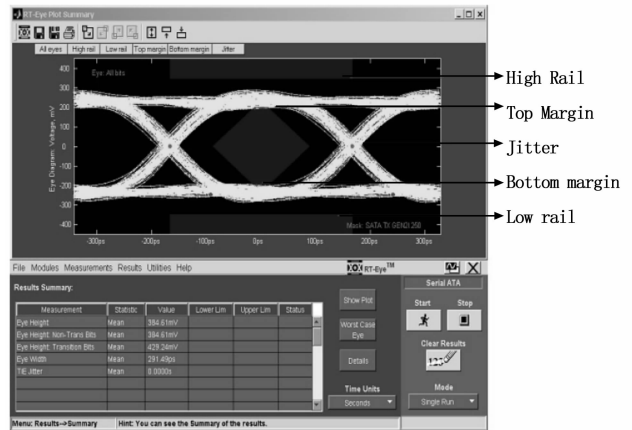 RT-Eye Plot Summary
All eyes High rail Low rail Top margin Bottom margin Jitter
Eye: All bits
Eye Diagram: Voltage, mV
400
300
200
100
0
-100
-200
-300
-400
-300ps -200ps -100ps 0ps 100ps 200ps 300ps
Mask: SATA TX GEN2I 25B
High Rail
Top Margin
Jitter
Bottom margin
Low rail
File Modules Measurements Results Utilities Help
RT-Eye™
Results Summary:
Measurement Statistic Value Lower Lim Upper Lim Status
Eye Height Mean 384.61mV
Eye Height: Non-Trans Bits Mean 384.61mV
Eye Height: Transition Bits Mean 429.24mV
Eye Width Mean 291.49ps
TIE Jitter Mean 0.0000s
Show Plot
Worst Case Eye
Details
Time Units
Seconds
Serial ATA
Start Stop
Clear Results
Mode
Single Run
Menu: Results-->Summary Hint: You can see the Summary of the results.